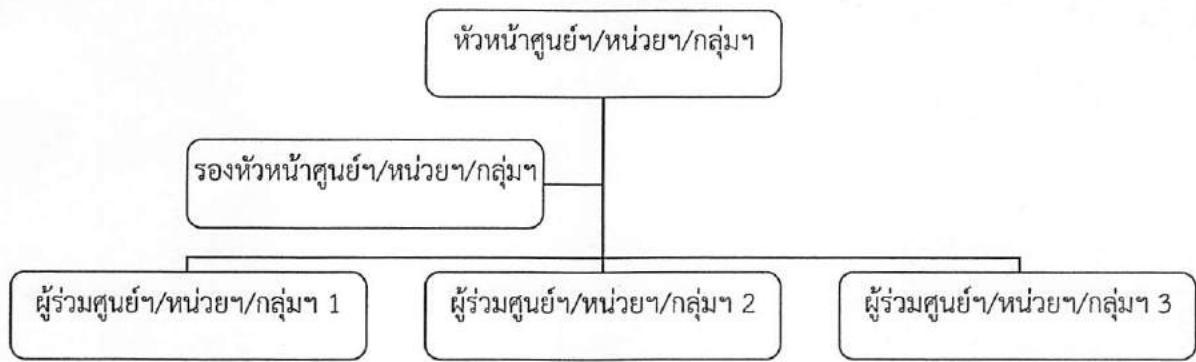 หัวหน้าศูนย์ฯ/หน่วยฯ/กลุ่มฯ
รองหัวหน้าศูนย์ฯ/หน่วยฯ/กลุ่มฯ
ผู้ร่วมศูนย์ฯ/หน่วยฯ/กลุ่มฯ 1
ผู้ร่วมศูนย์ฯ/หน่วยฯ/กลุ่มฯ 2
ผู้ร่วมศูนย์ฯ/หน่วยฯ/กลุ่มฯ 3